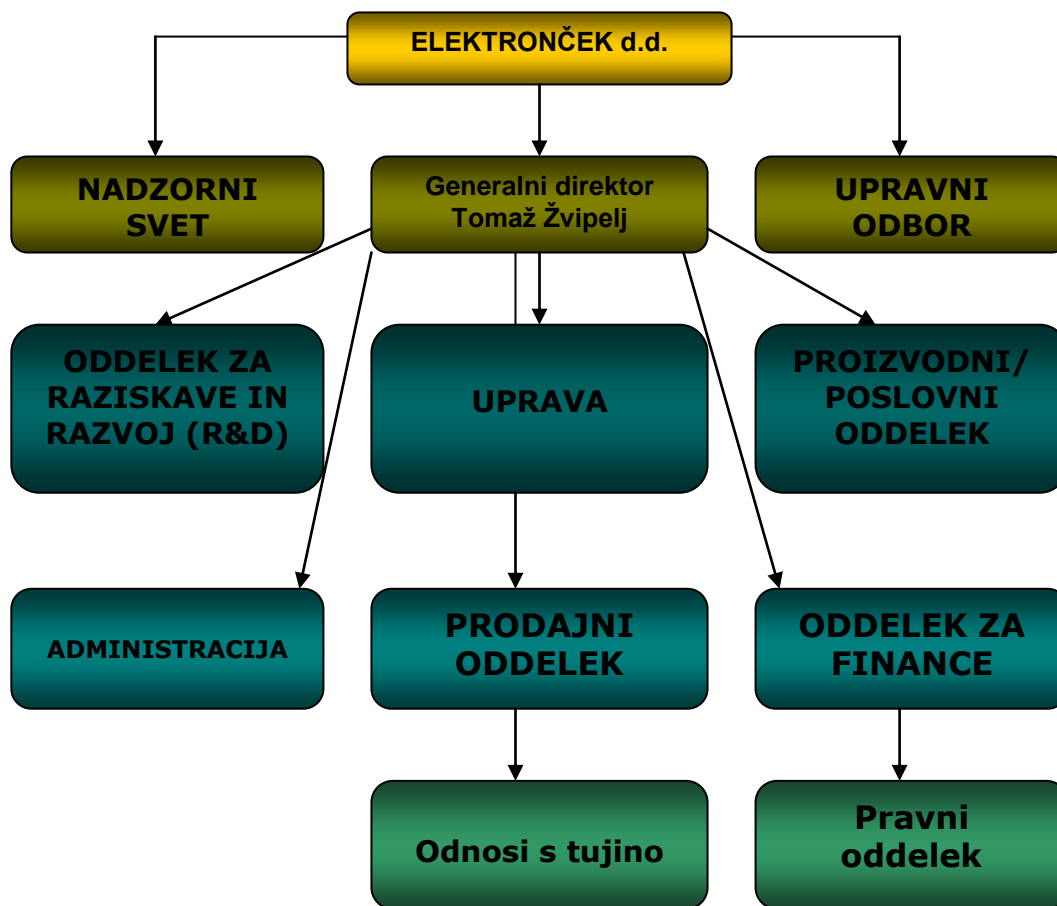 ELEKTRONČEK d.d.
NADZORNI
SVET
Generalni direktor
Tomaž Žvipelj
UPRAVNI
ODBOR
ODDELEK ZA
RAZISKAVE IN
RAZVOJ (R&D)
UPRAVA
PROIZVODNI/
POSLOVNI
ODDELEK
ADMINISTRACIJA
PRODAJNI
ODDELEK
ODDELEK ZA
FINANCE
Odnosi s tujino
Pravni
oddelek